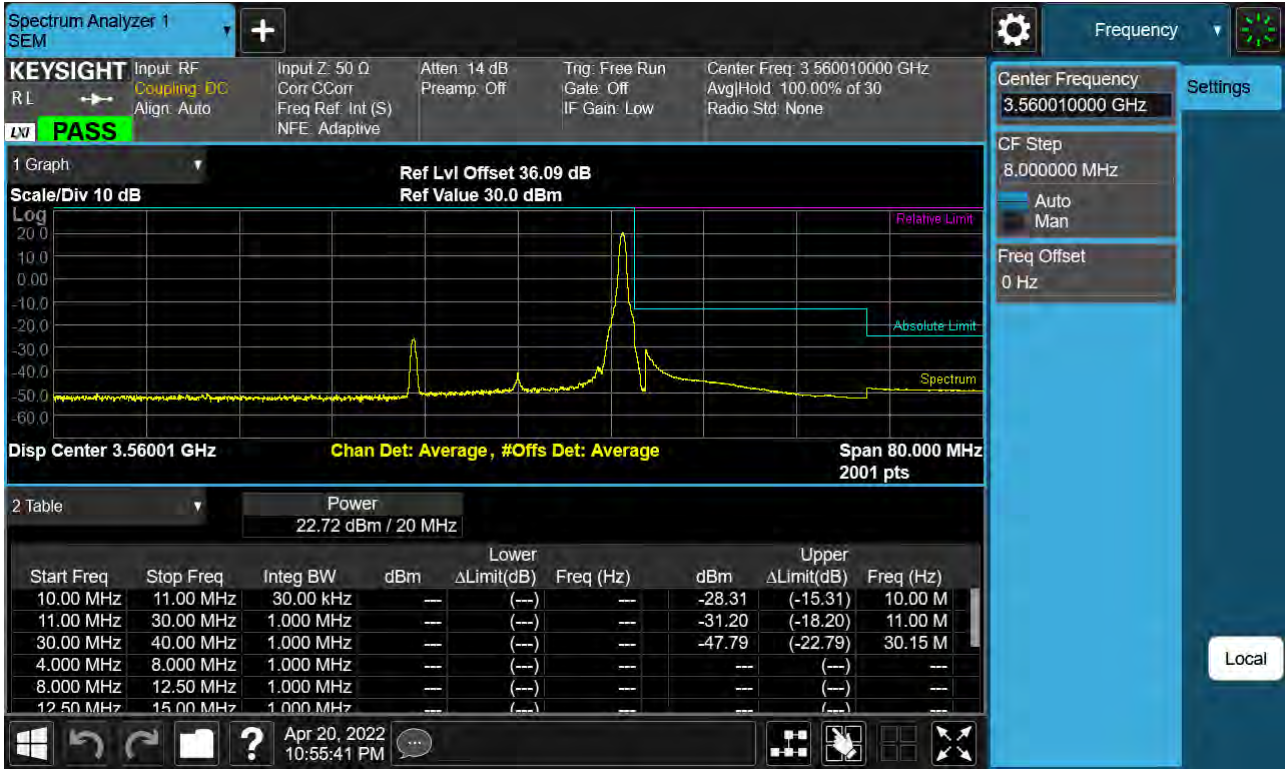 Spectrum Analyzer 1
SEM
Frequency
KEYSIGHT
R L
LXI
PASS
Input: RF
Coupling: DC
Align: Auto
Input Z: 50 Ω
Corr CCorr
Freq Ref: Int (S)
NFE: Adaptive
Atten: 14 dB
Preamp: Off
Trig: Free Run
Gate: Off
IF Gain: Low
Center Freq: 3.560010000 GHz
Avg|Hold: 100.00% of 30
Radio Std: None
Center Frequency
3.560010000 GHz
Settings
CF Step
8.000000 MHz
Auto
Man
Freq Offset
0 Hz
1 Graph
Scale/Div 10 dB
Ref Lvl Offset 36.09 dB
Ref Value 30.0 dBm
Log
20.0
10.0
0.00
-10.0
-20.0
-30.0
-40.0
-50.0
-60.0
Relative Limit
Absolute Limit
Spectrum
Disp Center 3.56001 GHz
Chan Det: Average, #Offs Det: Average
Span 80.000 MHz
2001 pts
2 Table
Power
22.72 dBm / 20 MHz
Lower Upper
Start Freq Stop Freq Integ BW dBm ΔLimit(dB) Freq (Hz) dBm ΔLimit(dB) Freq (Hz)
10.00 MHz 11.00 MHz 30.00 kHz --- (---) --- -28.31 (-15.31) 10.00 M
11.00 MHz 30.00 MHz 1.000 MHz --- (---) --- -31.20 (-18.20) 11.00 M
30.00 MHz 40.00 MHz 1.000 MHz --- (---) --- -47.79 (-22.79) 30.15 M
4.000 MHz 8.000 MHz 1.000 MHz --- (---) --- --- (---) ---
8.000 MHz 12.50 MHz 1.000 MHz --- (---) --- --- (---) ---
12.50 MHz 15.00 MHz 1.000 MHz --- (---) --- --- (---) ---
Local
?
Apr 20, 2022
10:55:41 PM